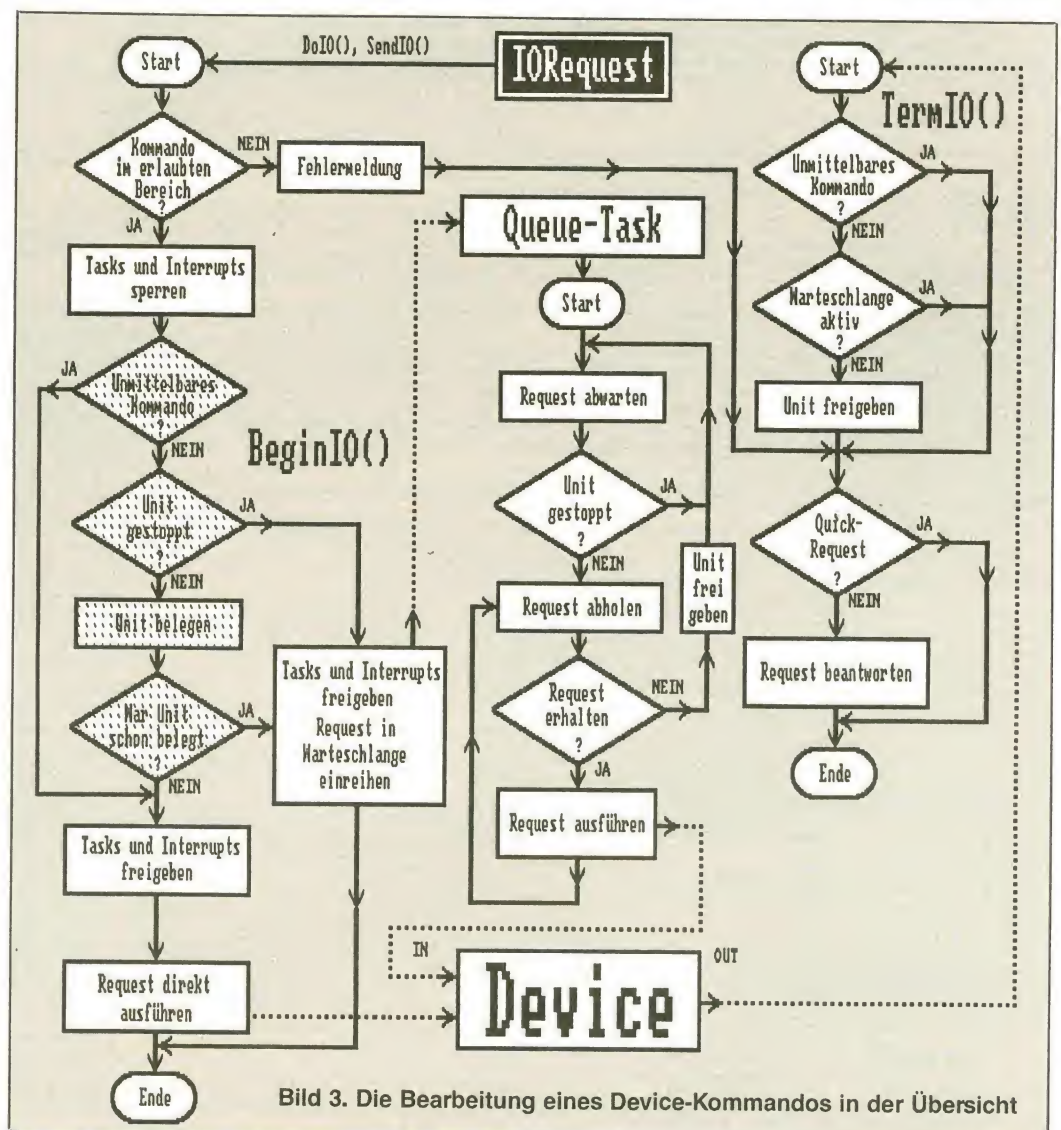 DoIO(), SendIO()
IORequest
Start
Kommando
im erlaubten
Bereich
?
NEIN
JA
Fehlermeldung
Tasks und Interrupts
sperren
Unmittelbares
Kommando
?
JA
NEIN
BeginIO()
Unit
gestoppt
?
JA
NEIN
Unit belegen
War Unit
schon belegt
?
JA
NEIN
Tasks und Interrupts
freigeben
Request in
Warteschlange
einreihen
Tasks und Interrupts
freigeben
Request direkt
ausführen
Ende
Queue-Task
Start
Request abwarten
Unit
gestoppt
?
JA
NEIN
Request abholen
Unit
frei
geben
Request
erhalten
?
NEIN
JA
Request ausführen
IN
Device
OUT
Start
TermIO()
Unmittelbares
Kommando
?
JA
NEIN
Warteschlange
aktiv
?
JA
NEIN
Unit freigeben
Quick-
Request
?
JA
NEIN
Request beantworten
Ende
Bild 3. Die Bearbeitung eines Device-Kommandos in der Übersicht